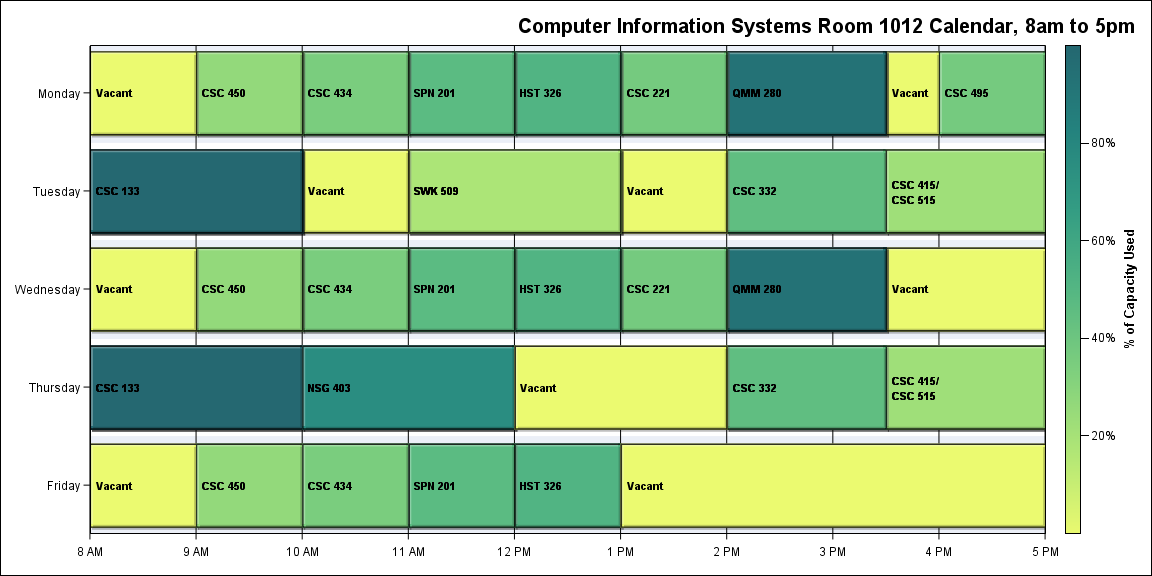 Computer Information Systems Room 1012 Calendar, 8am to 5pm
Monday
Vacant
CSC 450
CSC 434
SPN 201
HST 326
CSC 221
QMM 280
Vacant
CSC 495
Tuesday
CSC 133
Vacant
SWK 509
Vacant
CSC 332
CSC 415/
CSC 515
Wednesday
Vacant
CSC 450
CSC 434
SPN 201
HST 326
CSC 221
QMM 280
Vacant
Thursday
CSC 133
NSG 403
Vacant
CSC 332
CSC 415/
CSC 515
Friday
Vacant
CSC 450
CSC 434
SPN 201
HST 326
Vacant
8 AM
9 AM
10 AM
11 AM
12 PM
1 PM
2 PM
3 PM
4 PM
5 PM
80%
60%
40%
20%
% of Capacity Used